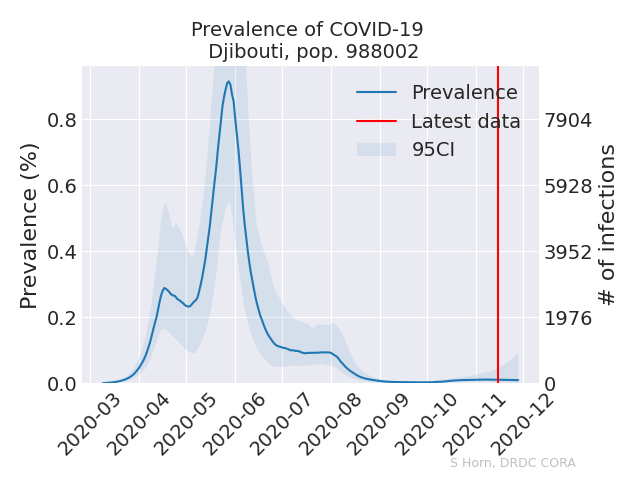 Prevalence of COVID-19
Djibouti, pop. 988002
Prevalence
Latest data
95CI
Prevalence (%)
0.8
0.6
0.4
0.2
0.0
7904
5928
3952
1976
0
# of infections
2020-03
2020-04
2020-05
2020-06
2020-07
2020-08
2020-09
2020-10
2020-11
2020-12
S Horn, DRDC CORA